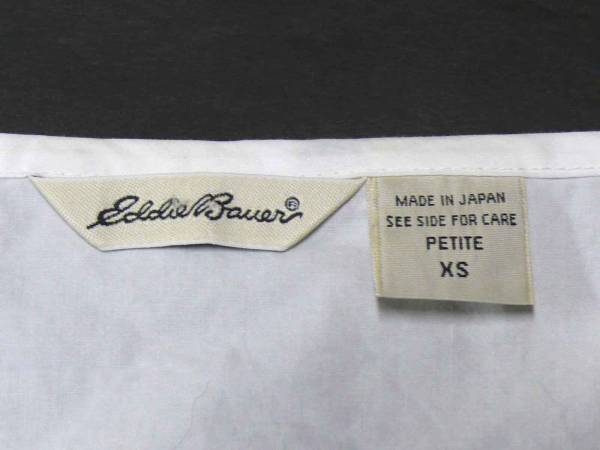 Eddie Bauer®
MADE IN JAPAN
SEE SIDE FOR CARE
PETITE
XS